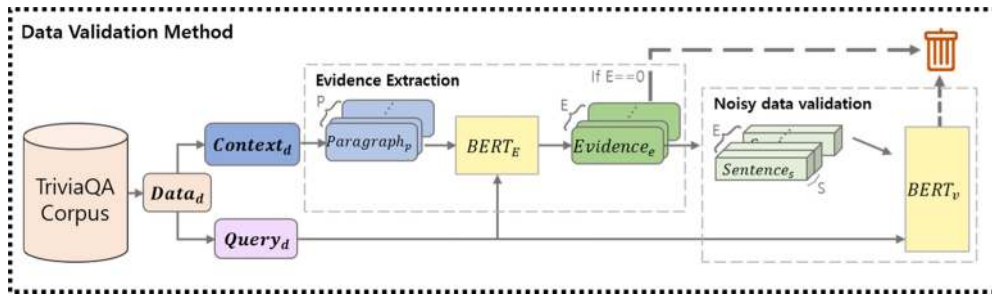 Data Validation Method
Evidence Extraction
If E==0
Noisy data validation
P
E
E
TriviaQA
Corpus
Data_d
Context_d
Query_d
Paragraph_p
BERT_E
Evidence_e
Sentence_s
S
BERT_v